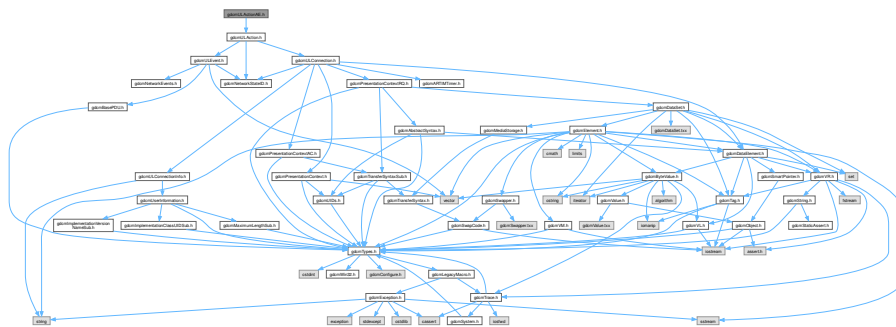 gdcmULActionAE.h
gdcmULAction.h
gdcmULEvent.h
gdcmULConnection.h
gdcmNetworkEvents.h
gdcmNetworkStateID.h
gdcmPresentationContextRQ.h
gdcmARTIMTimer.h
gdcmBasePDU.h
gdcmDataSet.h
gdcmAbstractSyntax.h
gdcmMediaStorage.h
gdcmElement.h
gdcmDataSet.txx
gdcmPresentationContextAC.h
cmath
limits
gdcmDataElement.h
gdcmULConnectionInfo.h
gdcmPresentationContext.h
gdcmTransferSyntaxSub.h
gdcmByteValue.h
gdcmSmartPointer.h
gdcmVR.h
set
gdcmUserInformation.h
gdcmUIDs.h
gdcmTransferSyntax.h
vector
gdcmSwapper.h
cstring
iterator
gdcmValue.h
algorithm
gdcmTag.h
gdcmString.h
fstream
gdcmImplementationVersion
NameSub.h
gdcmImplementationClassUIDSub.h
gdcmMaximumLengthSub.h
gdcmSwapCode.h
gdcmSwapper.txx
gdcmVM.h
gdcmValue.txx
iomanip
gdcmVL.h
gdcmObject.h
gdcmStaticAssert.h
gdcmTypes.h
iostream
assert.h
cstddef
gdcmWin32.h
gdcmConfigure.h
gdcmLegacyMacro.h
gdcmException.h
gdcmTrace.h
string
exception
stdexcept
cstdlib
cassert
gdcmSystem.h
iosfwd
sstream